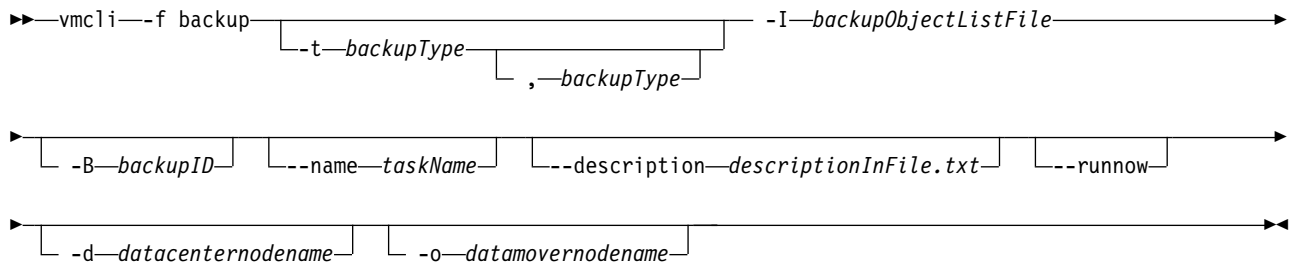 vmcli -f backup -I backupObjectListFile
-t backupType
, backupType
-B backupID --name taskName --description descriptionInFile.txt --runnow
-d datacenternodename -o datamovernodename